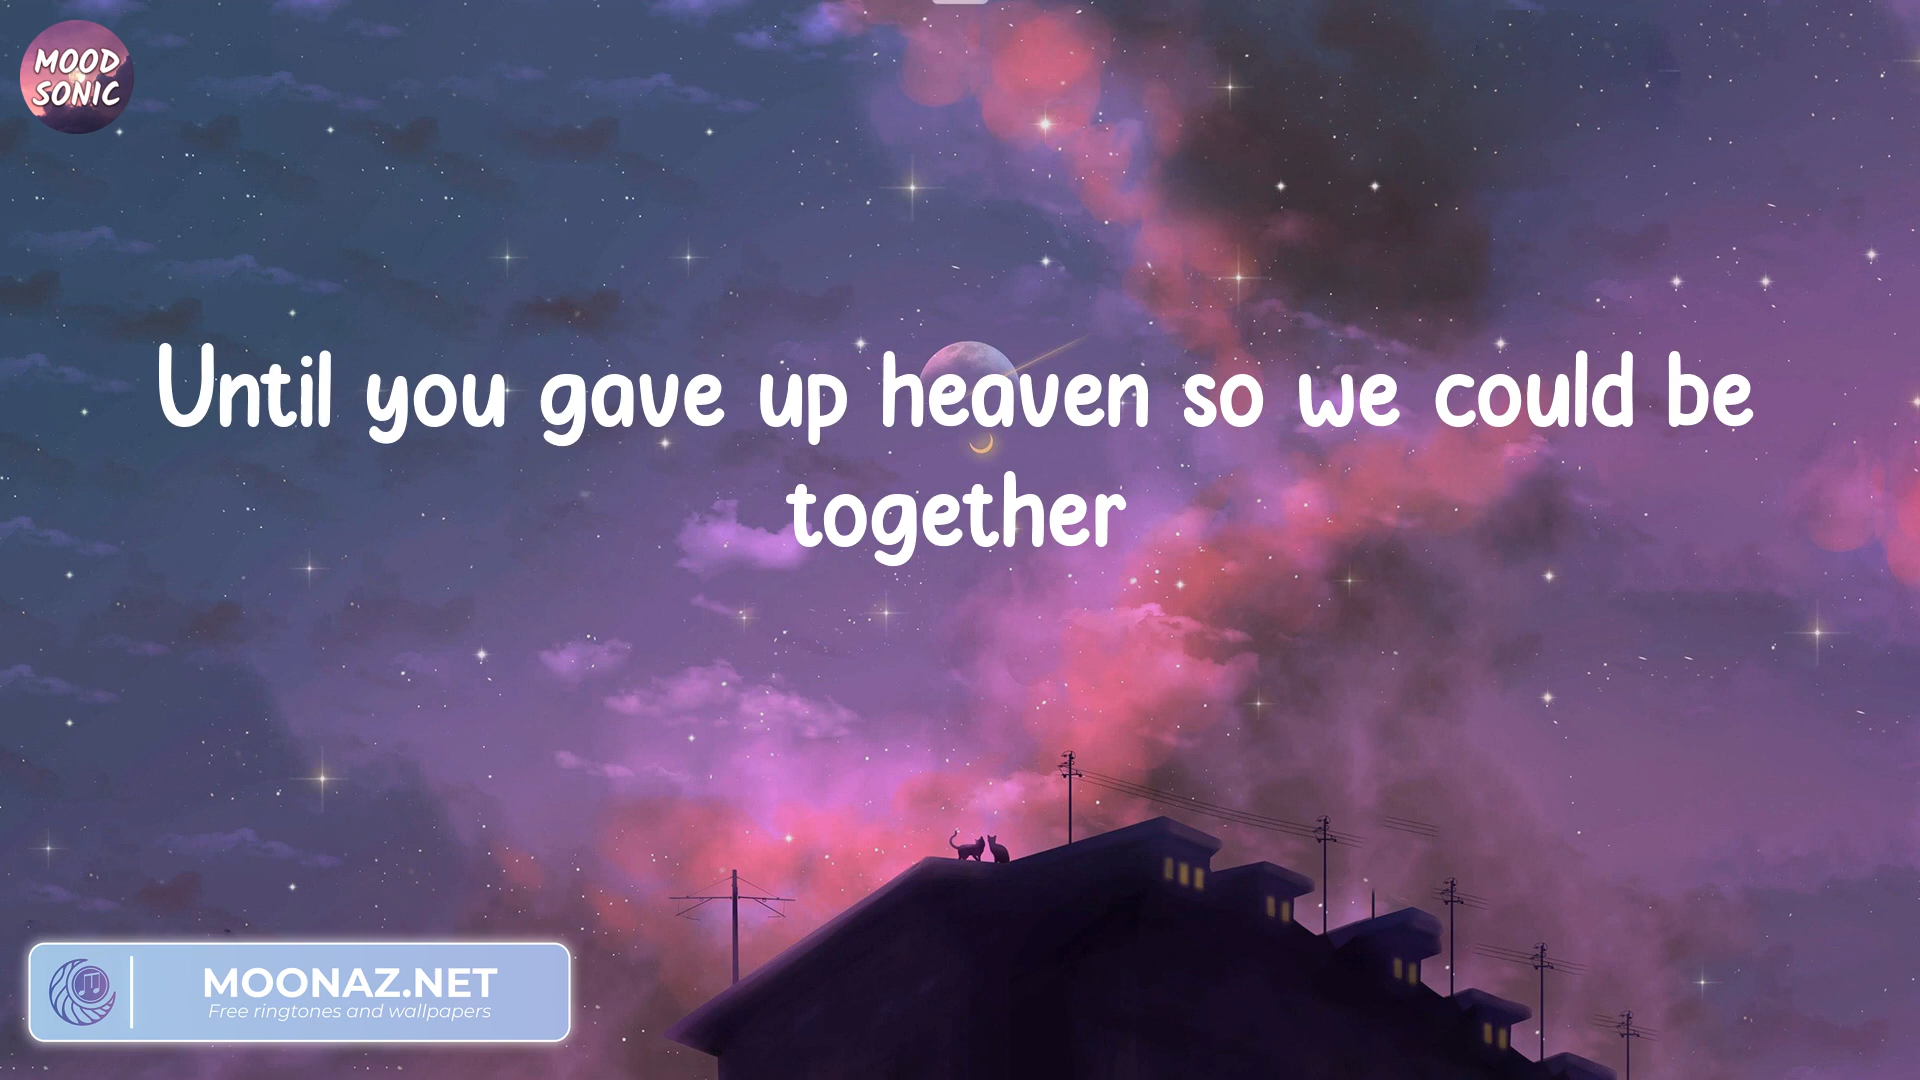 MOOD
SONIC
Until you gave up heaven so we could be
together
MOONAZ.NET
Free ringtones and wallpapers